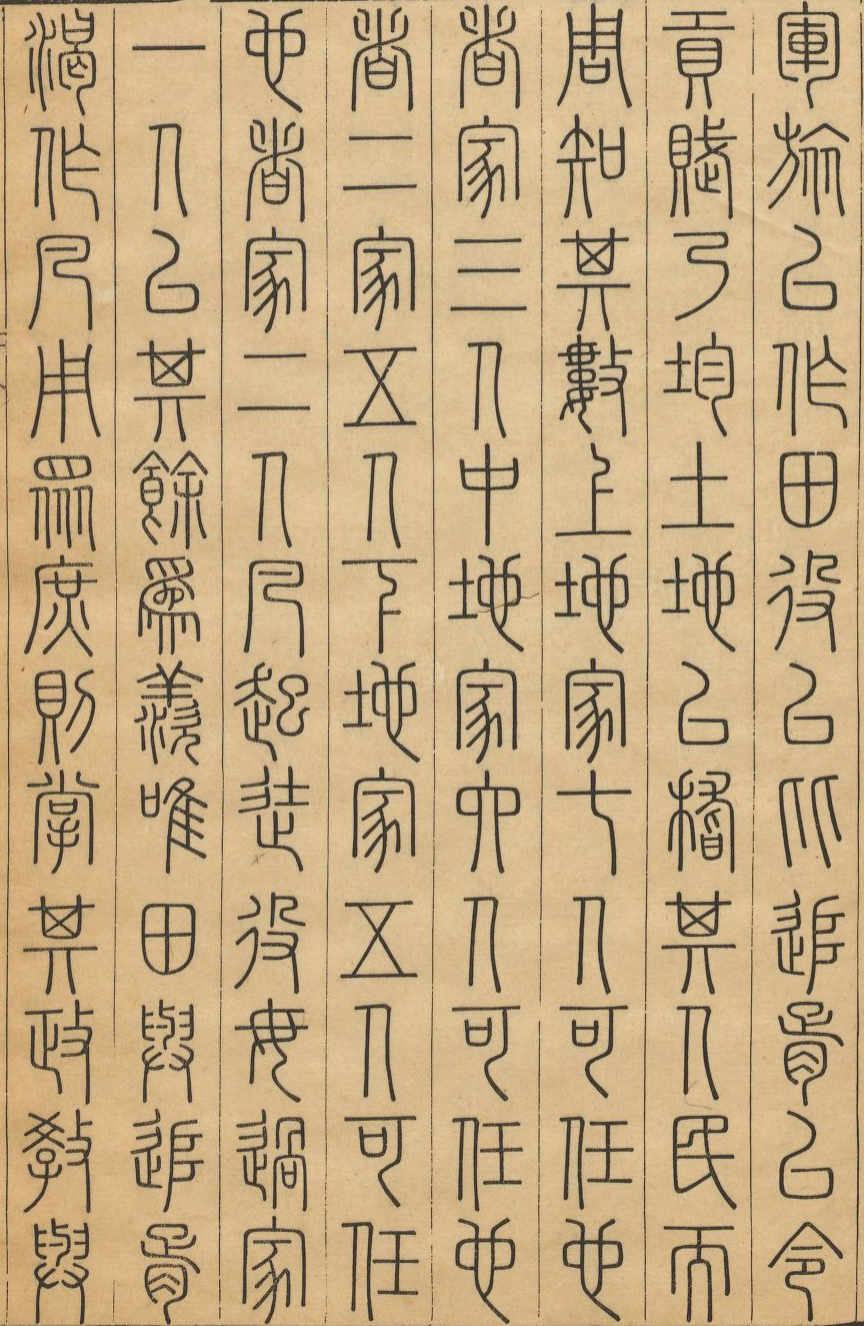 軍旅以作田役以比追胥以令
貢賦乃均土地以稽其人民而
周知其數上地家七人可任也
者家三人中地家六人可任也
者二家五人下地家五人可任
也者家二人凡起徒役毋過家
一人以其餘為羨唯田與追胥
渴作凡用眾庶則掌其政教與